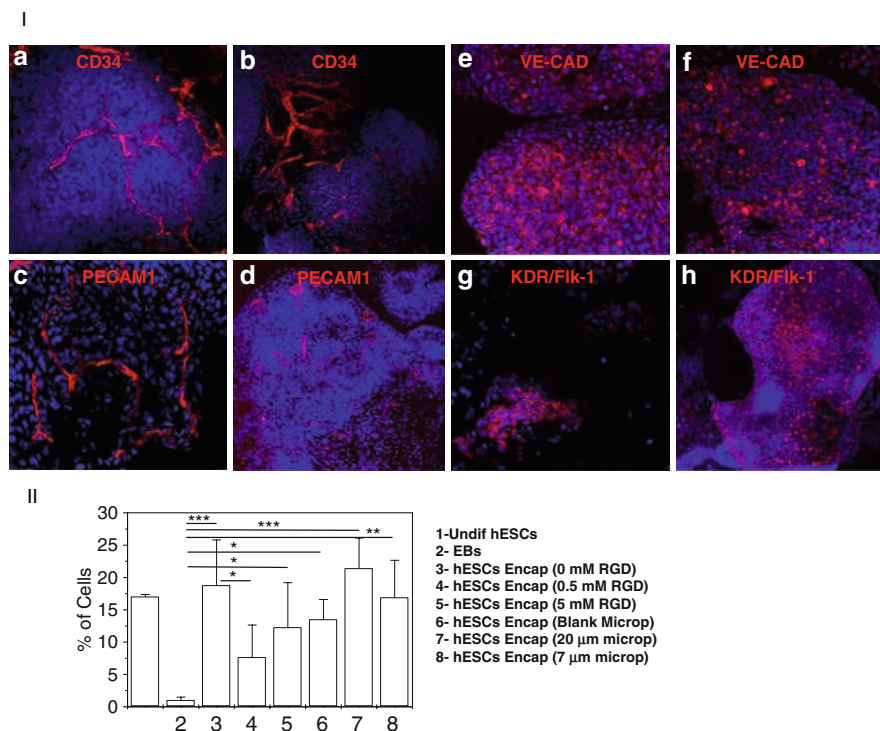 I
a CD34
b CD34
e VE-CAD
f VE-CAD
c PECAM1
d PECAM1
g KDR/Flk-1
h KDR/Flk-1
II
% of Cells
30
25
20
15
10
5
0
***
***
**
*
*
*
2 3 4 5 6 7 8
1-Undif hESCs
2- EBs
3- hESCs Encap (0 mM RGD)
4- hESCs Encap (0.5 mM RGD)
5- hESCs Encap (5 mM RGD)
6- hESCs Encap (Blank Microp)
7- hESCs Encap (20 µm microp)
8- hESCs Encap (7 µm microp)